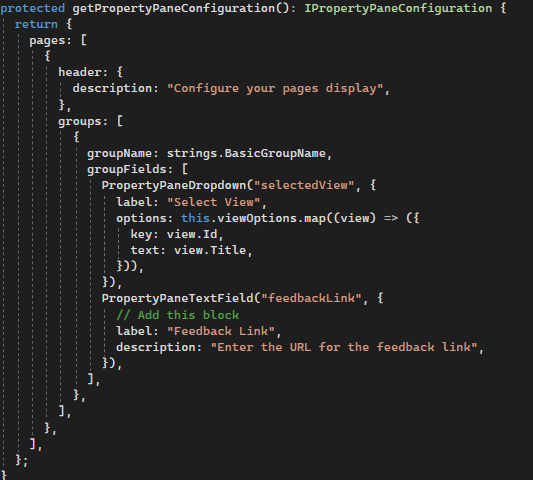 protected getPropertyPaneConfiguration(): IPropertyPaneConfiguration {
return {
pages: [
{
header: {
description: "Configure your pages display",
},
groups: [
{
groupName: strings.BasicGroupName,
groupFields: [
PropertyPaneDropdown("selectedView", {
label: "Select View",
options: this.viewOptions.map((view) => ({
key: view.Id,
text: view.Title,
})),
}),
PropertyPaneTextField("feedbackLink", {
// Add this block
label: "Feedback Link",
description: "Enter the URL for the feedback link",
}),
],
},
],
},
],
};
}